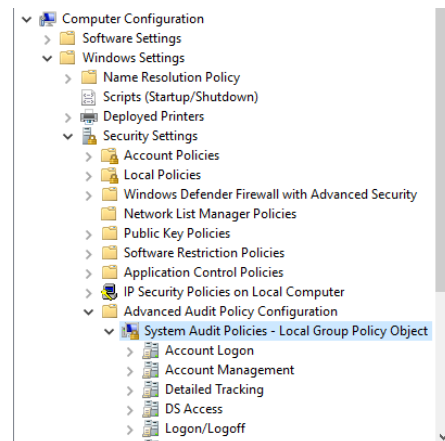 Computer Configuration
Software Settings
Windows Settings
Name Resolution Policy
Scripts (Startup/Shutdown)
Deployed Printers
Security Settings
Account Policies
Local Policies
Windows Defender Firewall with Advanced Security
Network List Manager Policies
Public Key Policies
Software Restriction Policies
Application Control Policies
IP Security Policies on Local Computer
Advanced Audit Policy Configuration
System Audit Policies - Local Group Policy Object
Account Logon
Account Management
Detailed Tracking
DS Access
Logon/Logoff